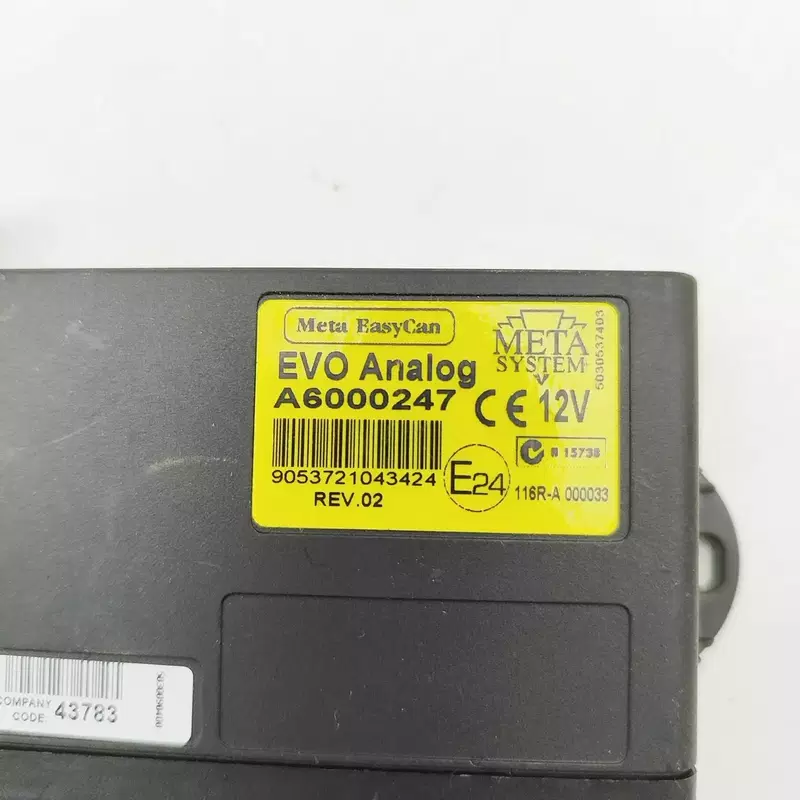 Meta EasyCan
META
SYSTEM
5030537403
EVO Analog
A6000247
CE 12V
N 15738
9053721043424
E24
116R-A 000033
REV.02
COMPANY
CODE: 43783